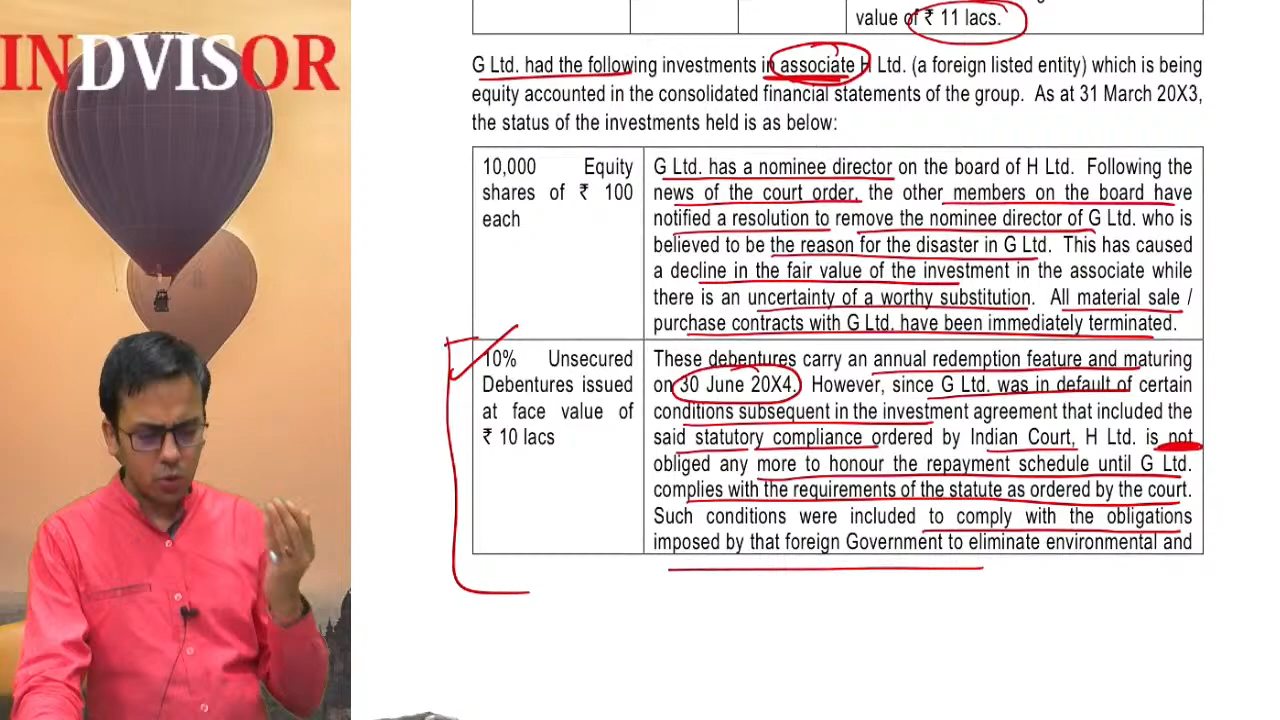 INDVISOR
value of ₹ 11 lacs.
G Ltd. had the following investments in associate H Ltd. (a foreign listed entity) which is being
equity accounted in the consolidated financial statements of the group. As at 31 March 20X3,
the status of the investments held is as below:
10,000 Equity
shares of ₹ 100
each
G Ltd. has a nominee director on the board of H Ltd. Following the
news of the court order, the other members on the board have
notified a resolution to remove the nominee director of G Ltd. who is
believed to be the reason for the disaster in G Ltd. This has caused
a decline in the fair value of the investment in the associate while
there is an uncertainty of a worthy substitution. All material sale /
purchase contracts with G Ltd. have been immediately terminated.
10% Unsecured
Debentures issued
at face value of
₹ 10 lacs
These debentures carry an annual redemption feature and maturing
on 30 June 20X4. However, since G Ltd. was in default of certain
conditions subsequent in the investment agreement that included the
said statutory compliance ordered by Indian Court, H Ltd. is not
obliged any more to honour the repayment schedule until G Ltd.
complies with the requirements of the statute as ordered by the court.
Such conditions were included to comply with the obligations
imposed by that foreign Government to eliminate environmental and